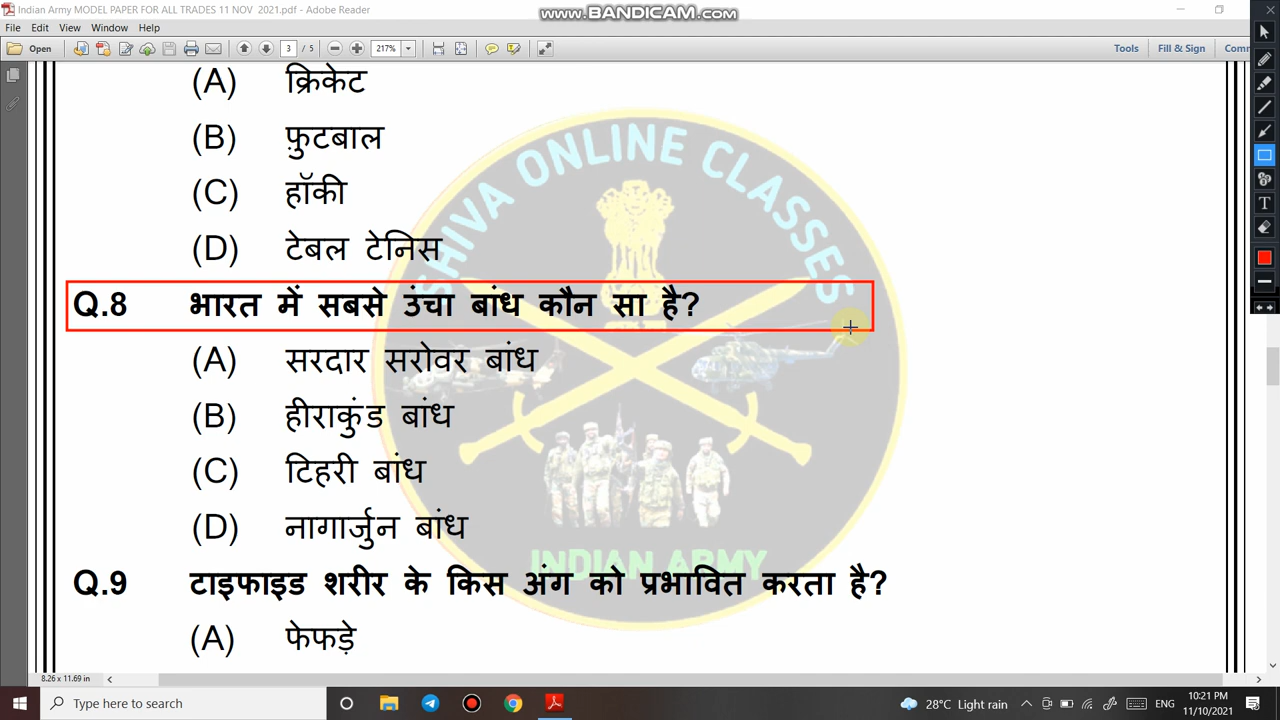 Indian Army MODEL PAPER FOR ALL TRADES 11 NOV 2021.pdf - Adobe Reader
www.BANDICAM.com
File Edit View Window Help
Open 3 / 5 217% Tools Fill & Sign Comm
(A) क्रिकेट
(B) फ़ुटबाल
(C) हॉकी
(D) टेबल टेनिस
Q.8 भारत में सबसे उंचा बांध कौन सा है?
(A) सरदार सरोवर बांध
(B) हीराकुंड बांध
(C) टिहरी बांध
(D) नागार्जुन बांध
Q.9 टाइफाइड शरीर के किस अंग को प्रभावित करता है?
(A) फेफड़े
SHIVA ONLINE CLASSES
INDIAN ARMY
8.26 x 11.69 in
Type here to search
28°C Light rain ENG 10:21 PM
11/10/2021